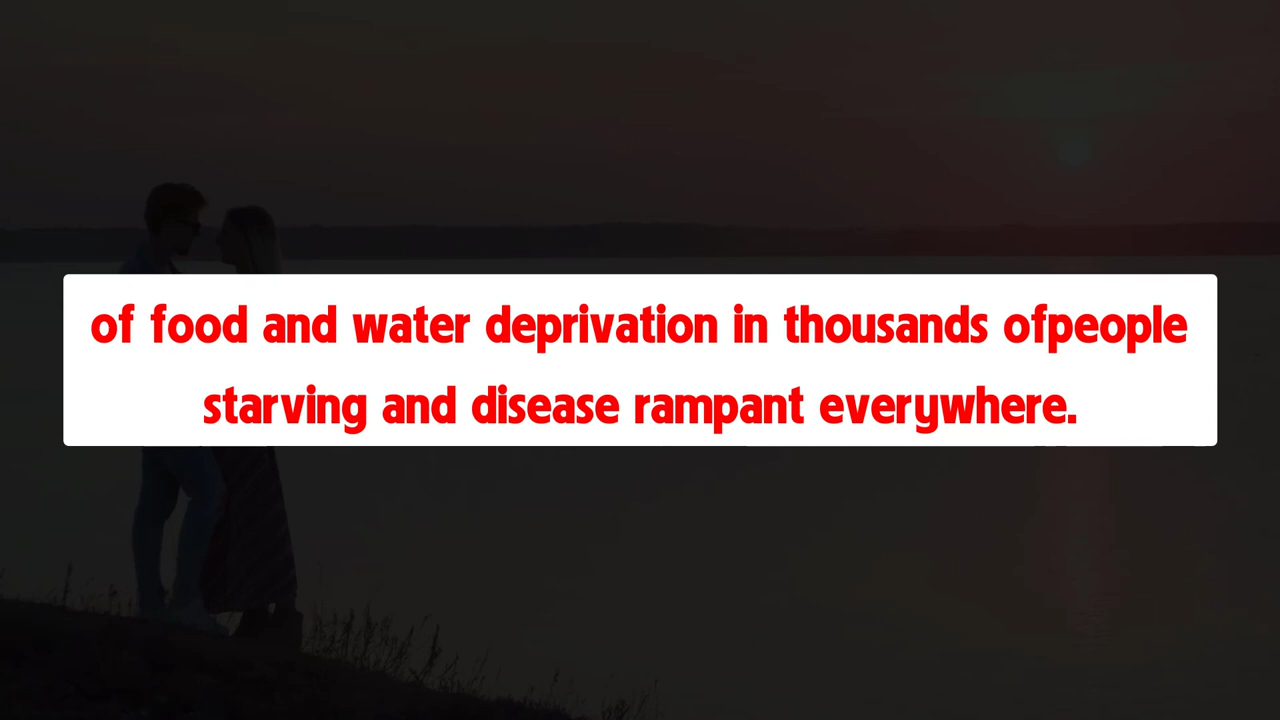 of food and water deprivation in thousands ofpeople
starving and disease rampant everywhere.